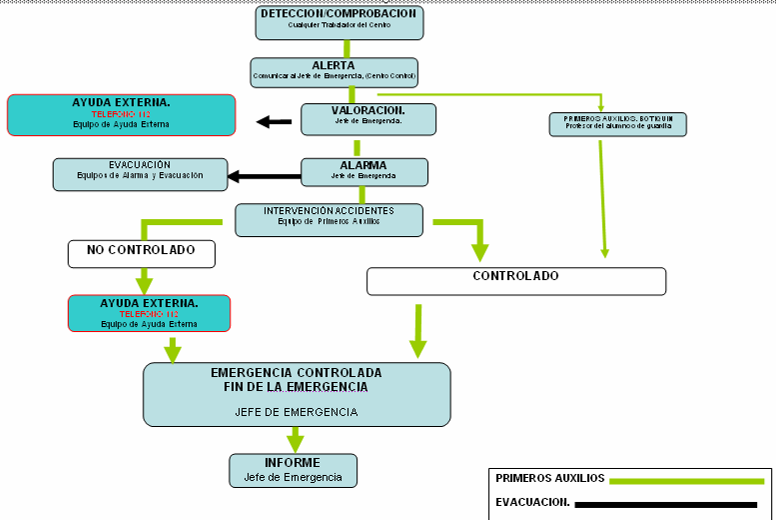 DETECCION/COMPROBACION
Cualquier Trabajador del Centro
ALERTA
Comunicar al Jefe de Emergencia, (Centro Control)
AYUDA EXTERNA.
TELEFONO 112
Equipo de Ayuda Externa
VALORACION.
Jefe de Emergencia.
PRIMEROS AUXILIOS. BOTIQUIN
Profesor del alumno o de guardia
EVACUACIÓN
Equipos de Alarma y Evacuación
ALARMA
Jefe de Emergencia
INTERVENCIÓN ACCIDENTES
Equipo de Primeros Auxilios
NO CONTROLADO
CONTROLADO
AYUDA EXTERNA.
TELEFONO 112
Equipo de Ayuda Externa
EMERGENCIA CONTROLADA
FIN DE LA EMERGENCIA
JEFE DE EMERGENCIA
INFORME
Jefe de Emergencia
PRIMEROS AUXILIOS
EVACUACION.